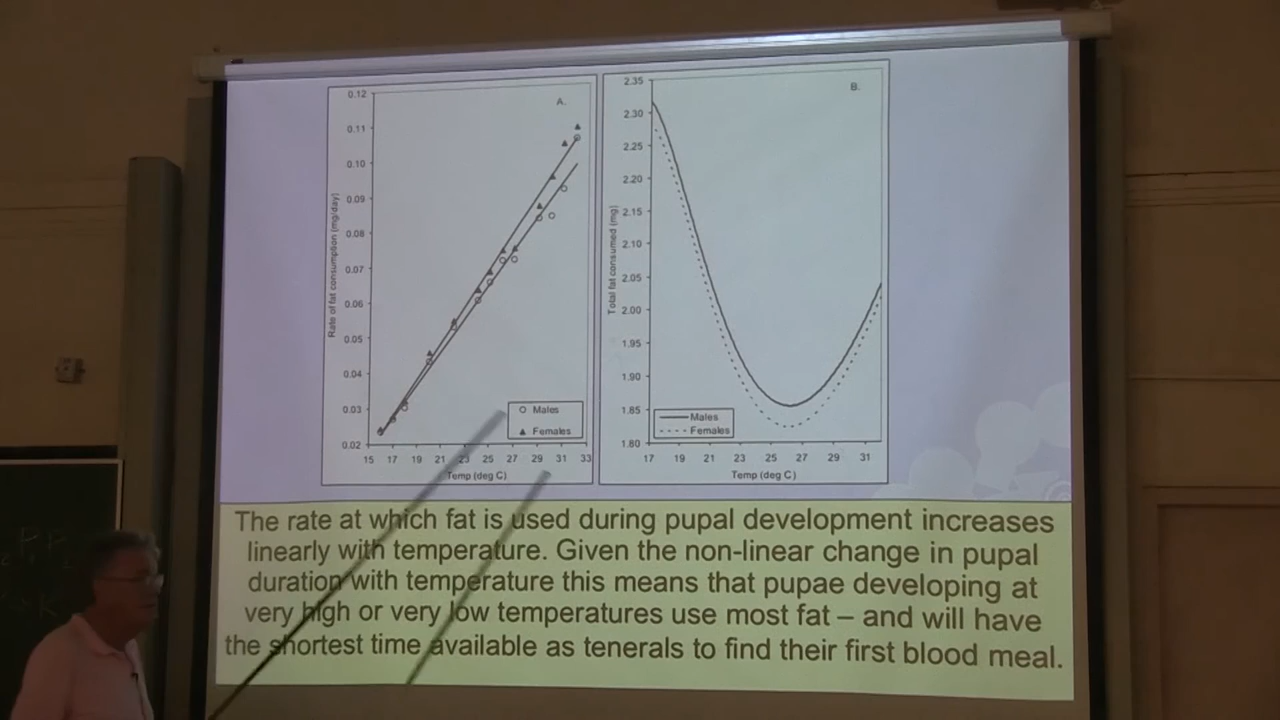 A.
0.12
0.11
0.10
0.09
0.08
0.07
0.06
0.05
0.04
0.03
0.02
Rate of fat consumption (mg/day)
Males
Females
15 17 19 21 23 25 27 29 31 33
Temp (deg C)
B.
2.35
2.30
2.25
2.20
2.15
2.10
2.05
2.00
1.95
1.90
1.85
1.80
Total fat consumed (mg)
Males
Females
17 19 21 23 25 27 29 31
Temp (deg C)
The rate at which fat is used during pupal development increases
linearly with temperature. Given the non-linear change in pupal
duration with temperature this means that pupae developing at
very high or very low temperatures use most fat – and will have
the shortest time available as tenerals to find their first blood meal.